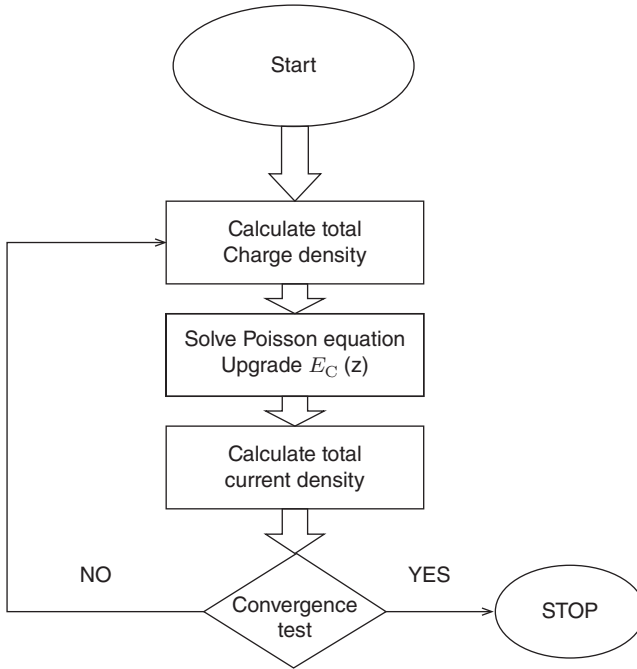 Start
Calculate total
Charge density
Solve Poisson equation
Upgrade E_C (z)
Calculate total
current density
NO
YES
Convergence
test
STOP